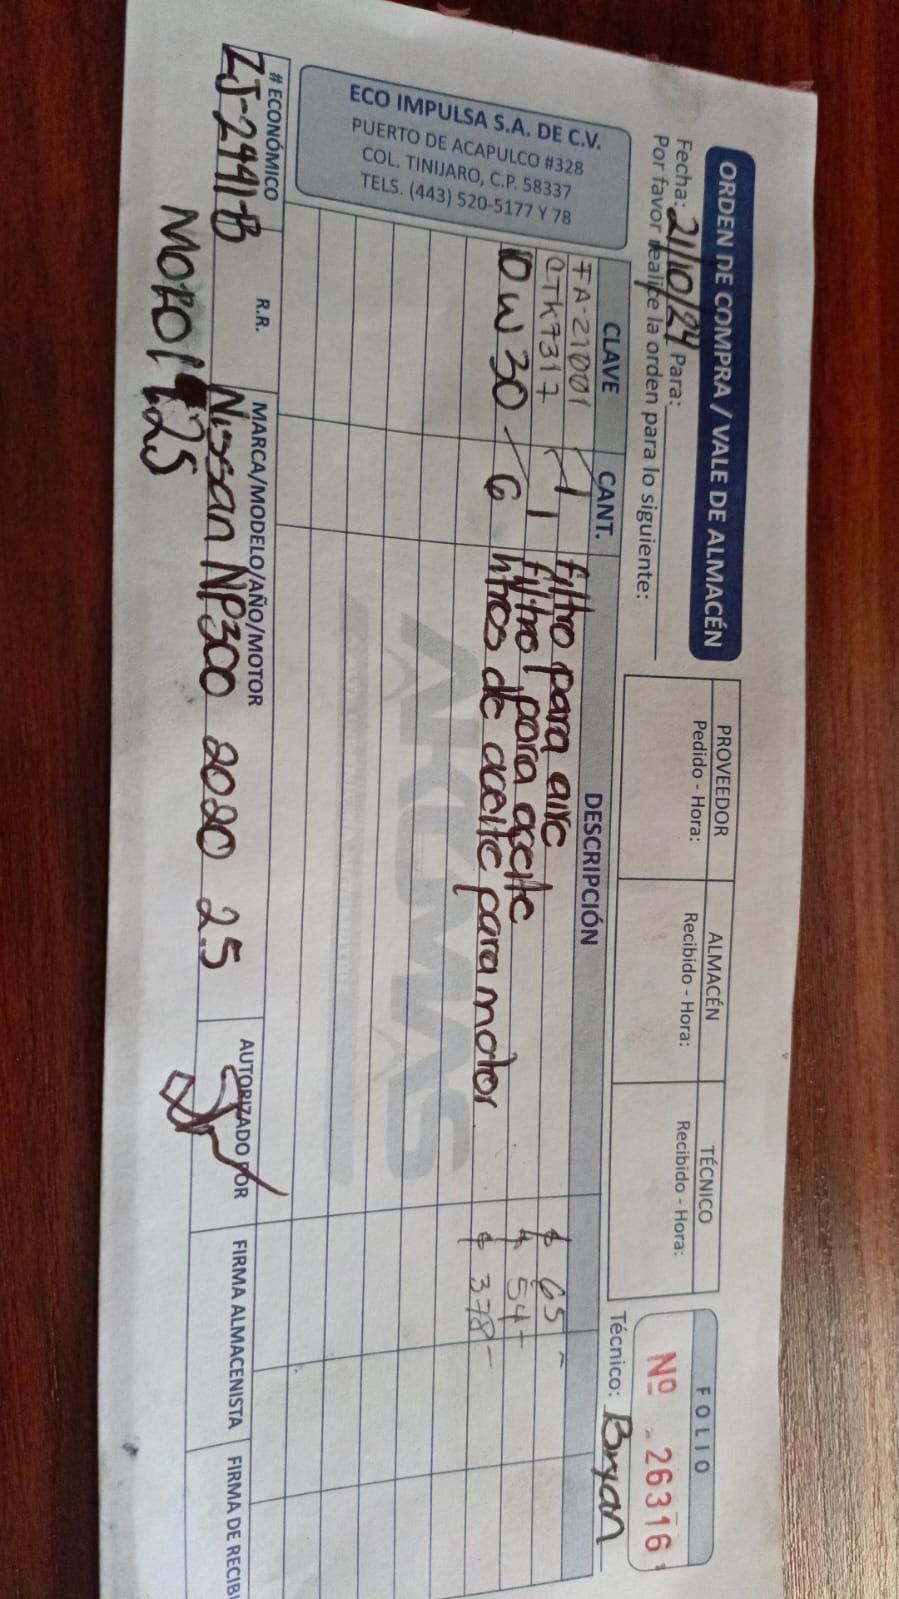 ORDEN DE COMPRA / VALE DE ALMACÉN
Fecha: 21/10/24 Para:
Por favor realice la orden para lo siguiente:
PROVEEDOR
Pedido - Hora:
ALMACÉN
Recibido - Hora:
TÉCNICO
Recibido - Hora:
FOLIO
Nº 26316
Técnico: Bryan
ECO IMPULSA S.A. DE C.V.
PUERTO DE ACAPULCO #328
COL. TINIJARO, C.P. 58337
TELS. (443) 520-5177 Y 78
CLAVE CANT. DESCRIPCIÓN
FA-21001 1 filtro para aire $ 65-
OTK7317 1 filtro para aceite $ 54-
10W30 6 litros de aceite para motor $ 378-
AKUMAS
# ECONÓMICO R.R. MARCA/MODELO/AÑO/MOTOR AUTORIZADO POR FIRMA ALMACENISTA FIRMA DE RECIBI
ZJ-2441-B Nissan NP300 2020 2.5